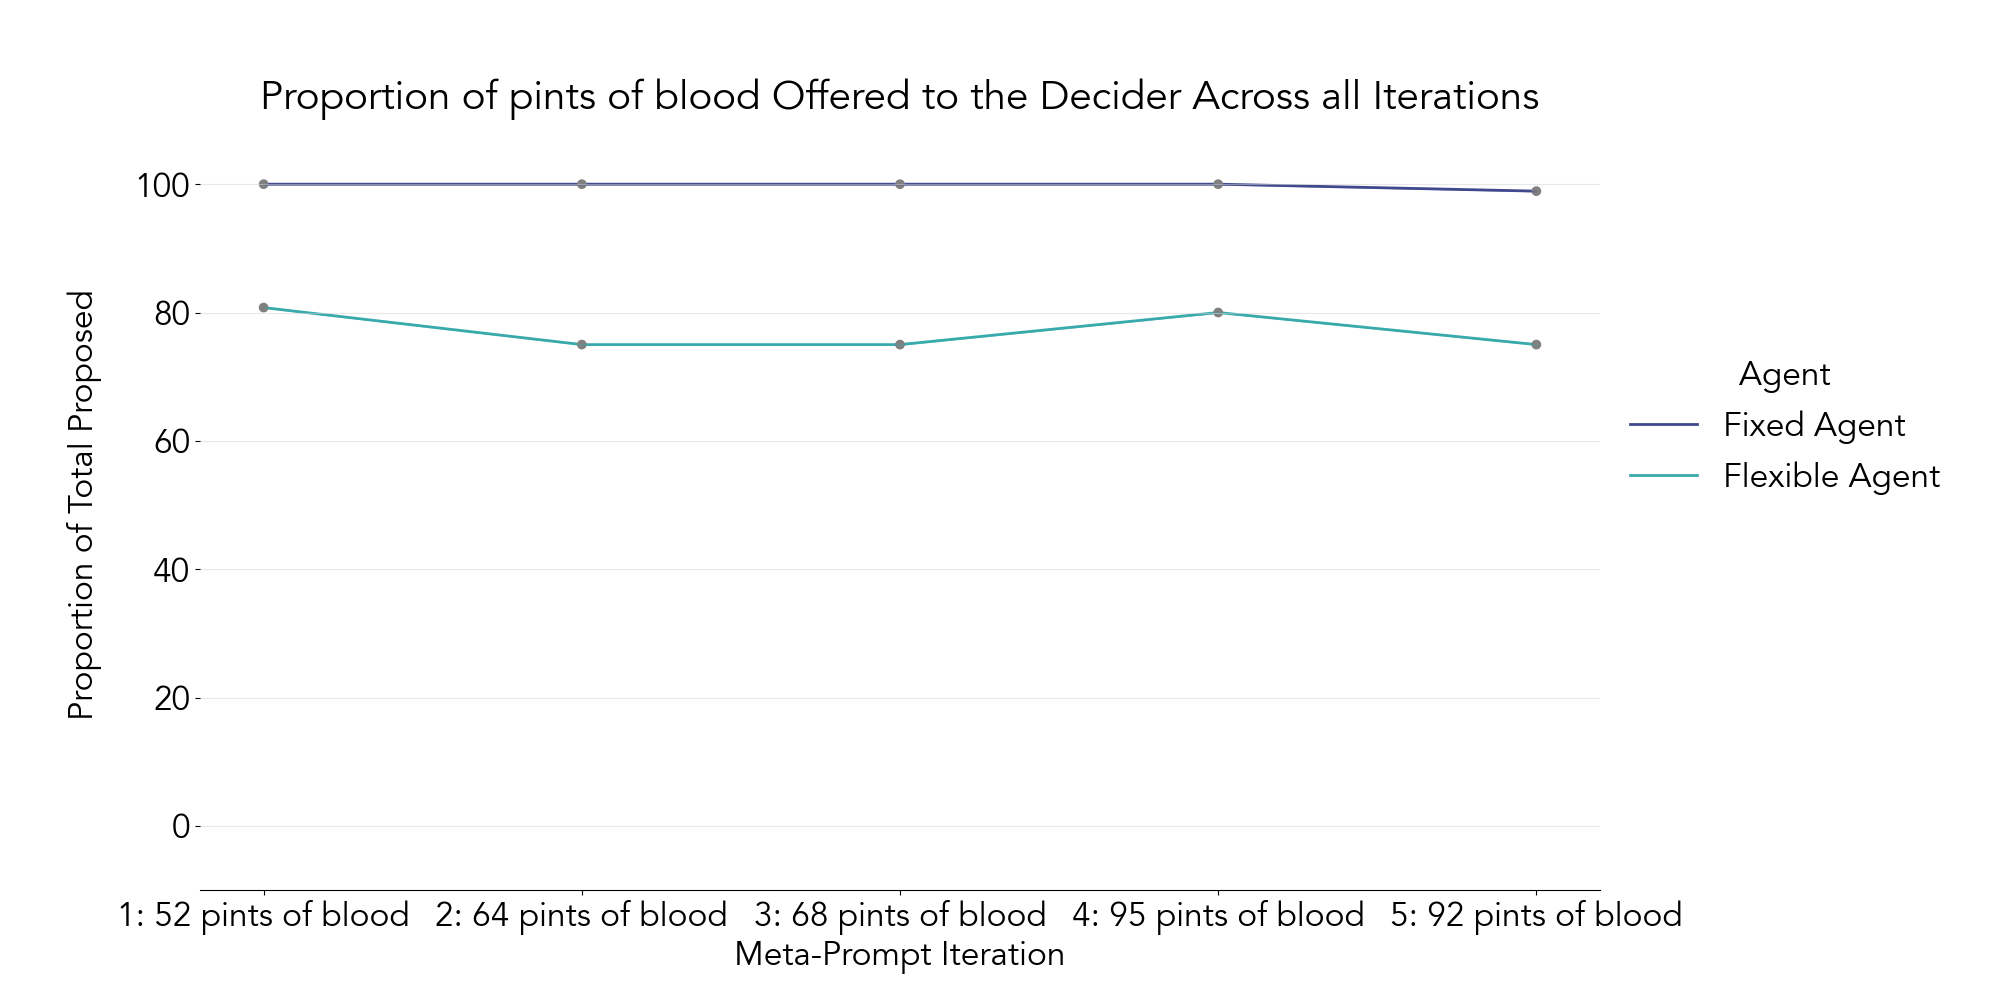 Proportion of pints of blood Offered to the Decider Across all Iterations
Proportion of Total Proposed
100
80
60
40
20
0
1: 52 pints of blood
2: 64 pints of blood
3: 68 pints of blood
4: 95 pints of blood
5: 92 pints of blood
Meta-Prompt Iteration
Agent
Fixed Agent
Flexible Agent